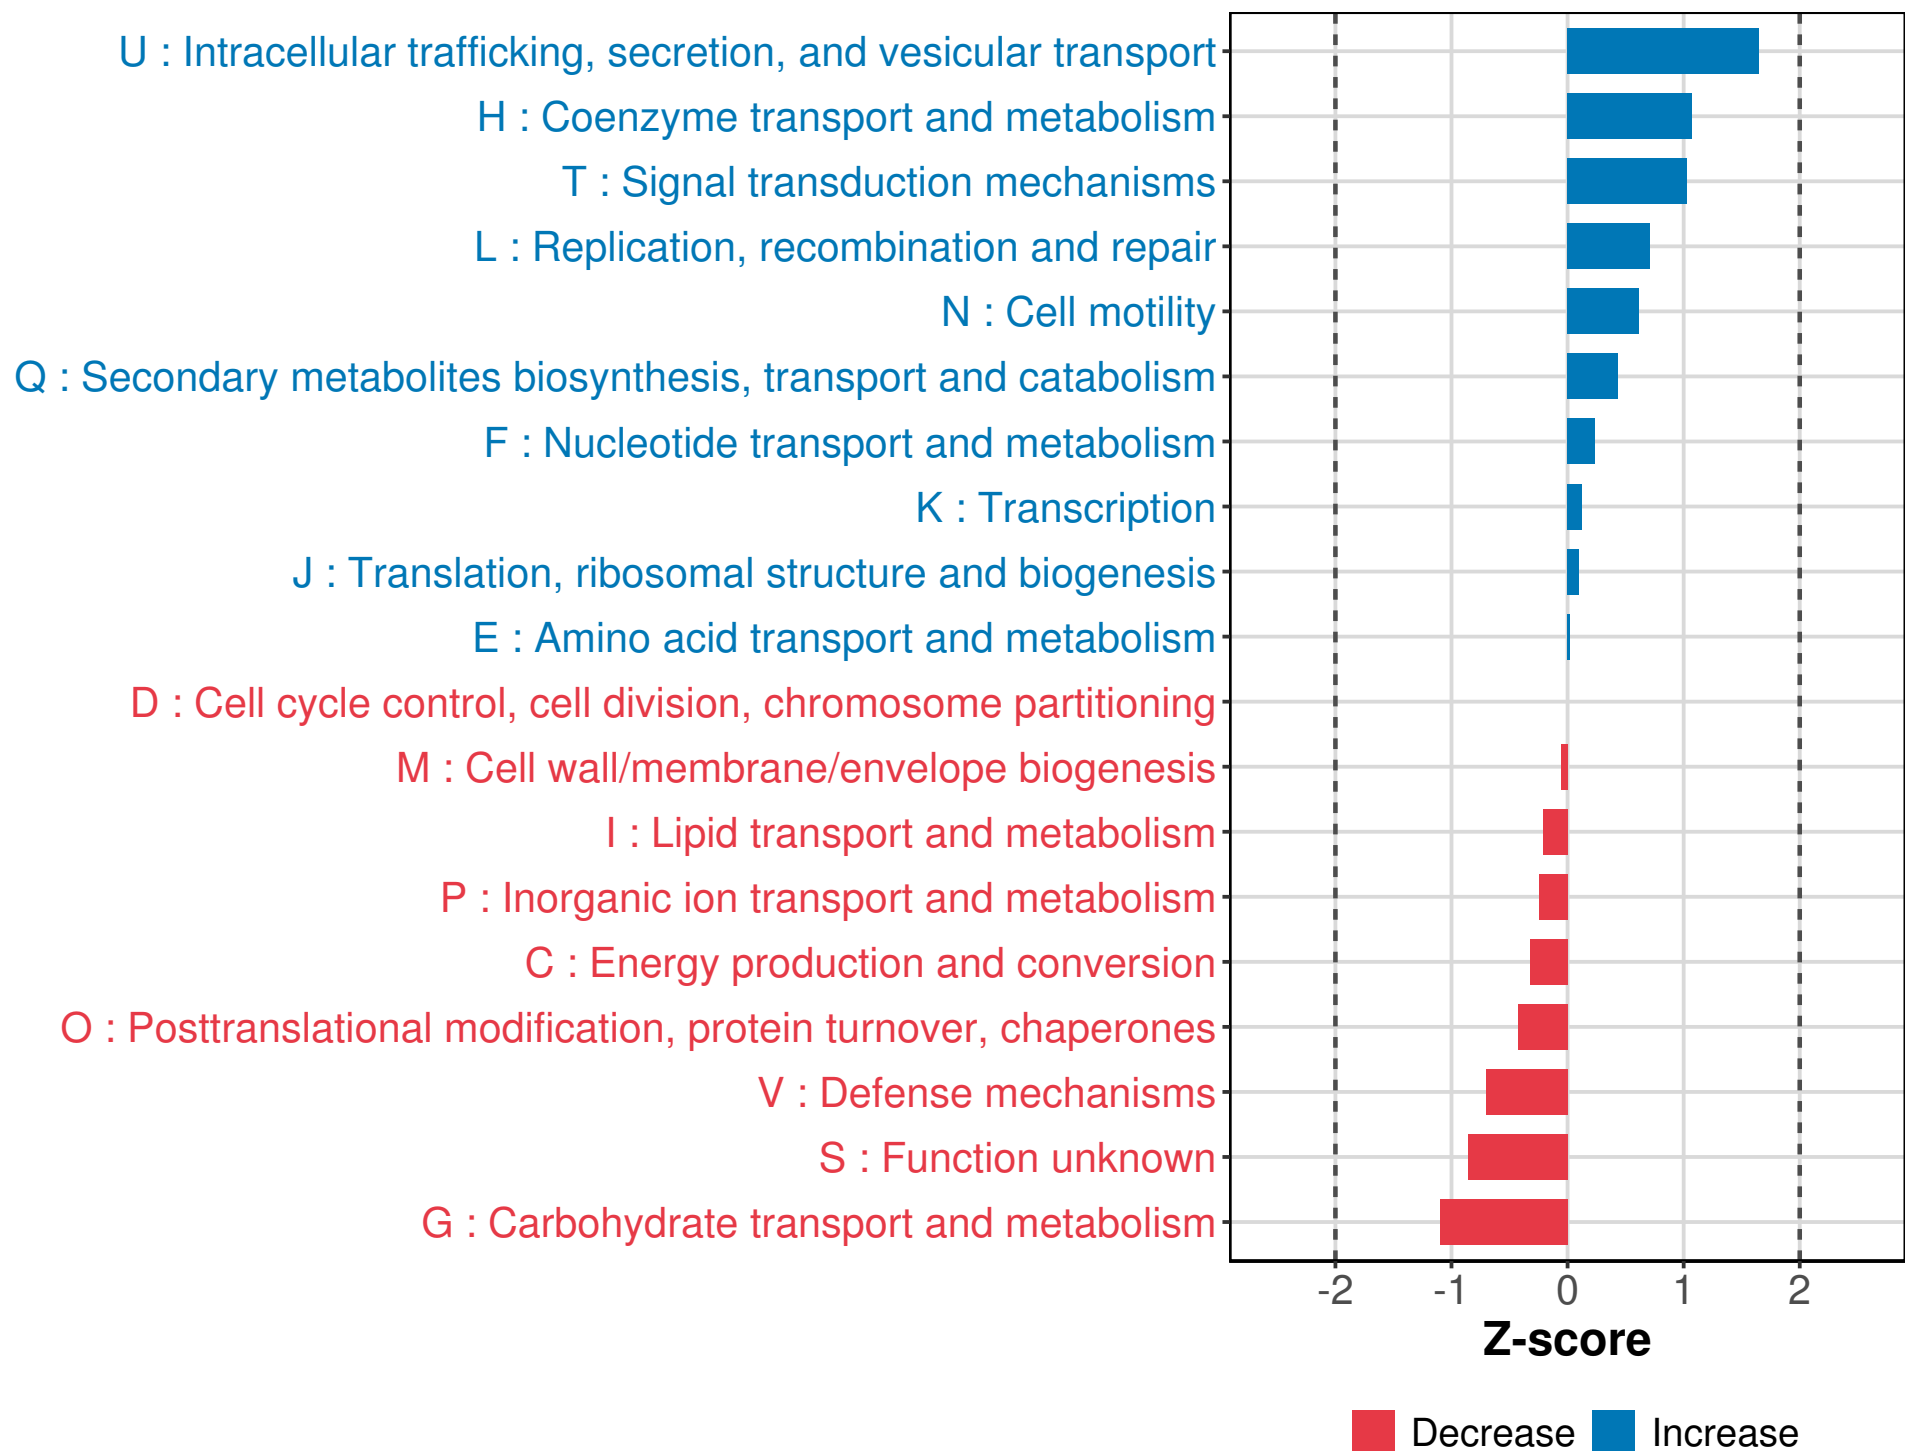 U : Intracellular trafficking, secretion, and vesicular transport
H : Coenzyme transport and metabolism
T : Signal transduction mechanisms
L : Replication, recombination and repair
N : Cell motility
Q : Secondary metabolites biosynthesis, transport and catabolism
F : Nucleotide transport and metabolism
K : Transcription
J : Translation, ribosomal structure and biogenesis
E : Amino acid transport and metabolism
D : Cell cycle control, cell division, chromosome partitioning
M : Cell wall/membrane/envelope biogenesis
I : Lipid transport and metabolism
P : Inorganic ion transport and metabolism
C : Energy production and conversion
O : Posttranslational modification, protein turnover, chaperones
V : Defense mechanisms
S : Function unknown
G : Carbohydrate transport and metabolism
-2 -1 0 1 2
Z-score
Decrease Increase